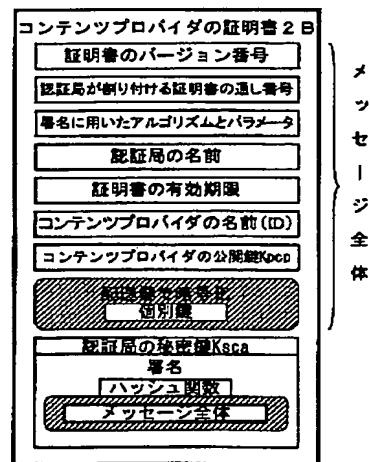 コンテンツプロバイダの証明書2B
証明書のバージョン番号
認証局が割り付ける証明書の通し番号
署名に用いたアルゴリズムとパラメータ
認証局の名前
証明書の有効期限
コンテンツプロバイダの名前(ID)
コンテンツプロバイダの公開鍵Kpcp
個別鍵
認証局の秘密鍵Ksca
署名
ハッシュ関数
メッセージ全体
メッセージ全体